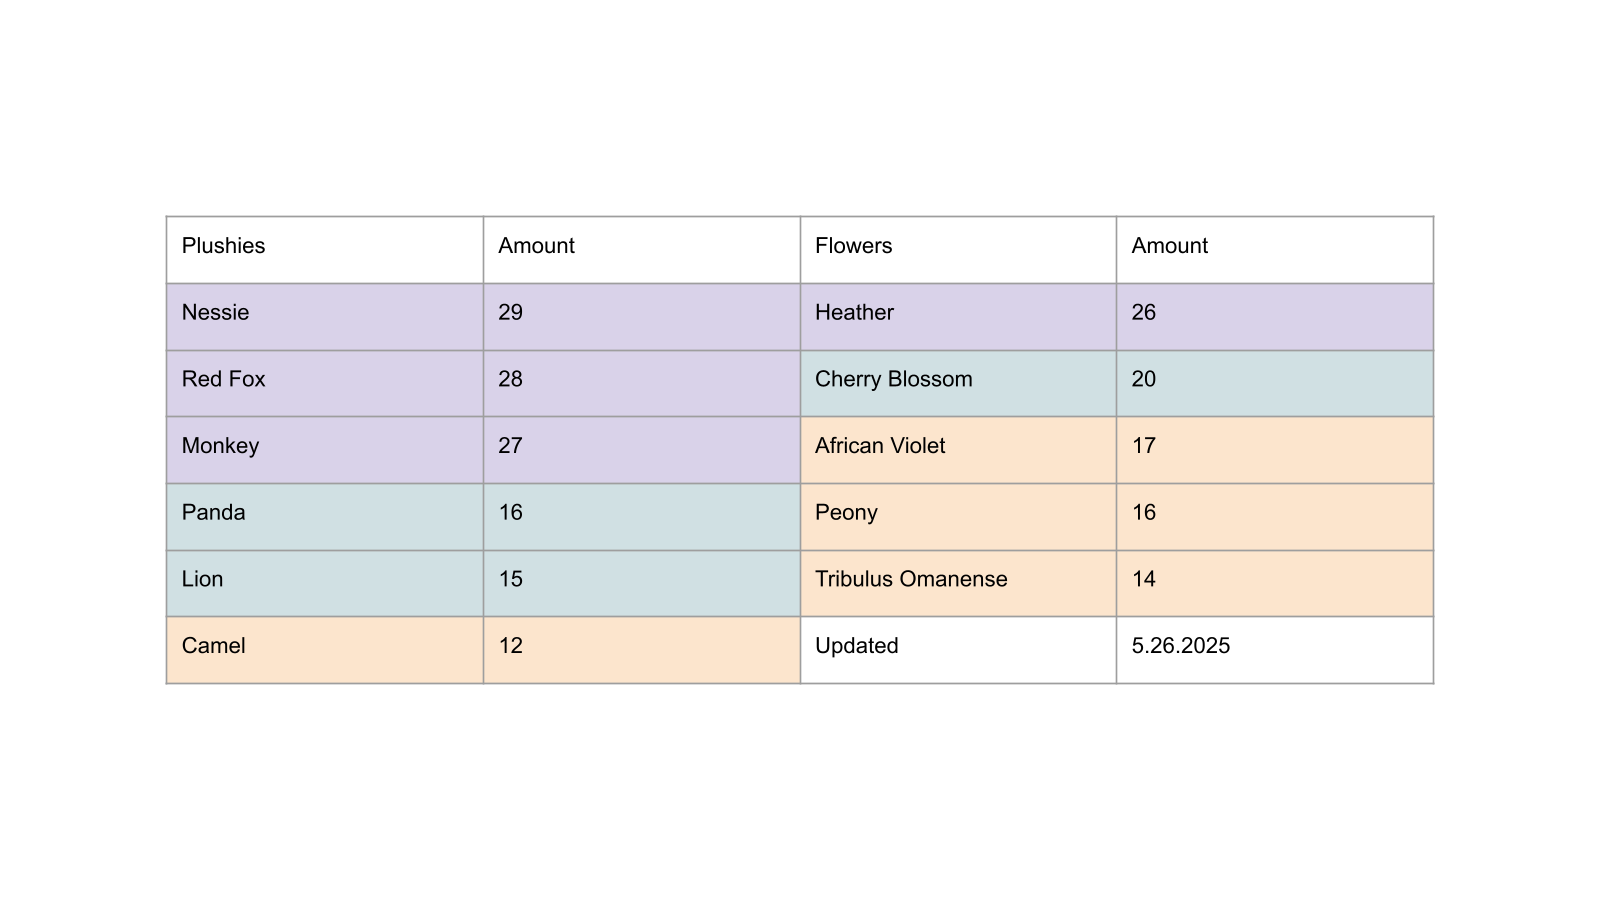 Plushies Amount Flowers Amount
Nessie 29 Heather 26
Red Fox 28 Cherry Blossom 20
Monkey 27 African Violet 17
Panda 16 Peony 16
Lion 15 Tribulus Omanense 14
Camel 12 Updated 5.26.2025